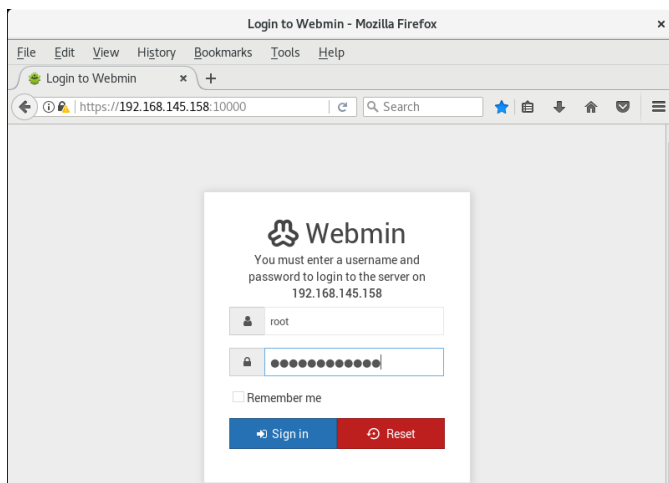 Login to Webmin - Mozilla Firefox
File Edit View History Bookmarks Tools Help
Login to Webmin
https://192.168.145.158:10000 Search
Webmin
You must enter a username and
password to login to the server on
192.168.145.158
root
Remember me
Sign in Reset